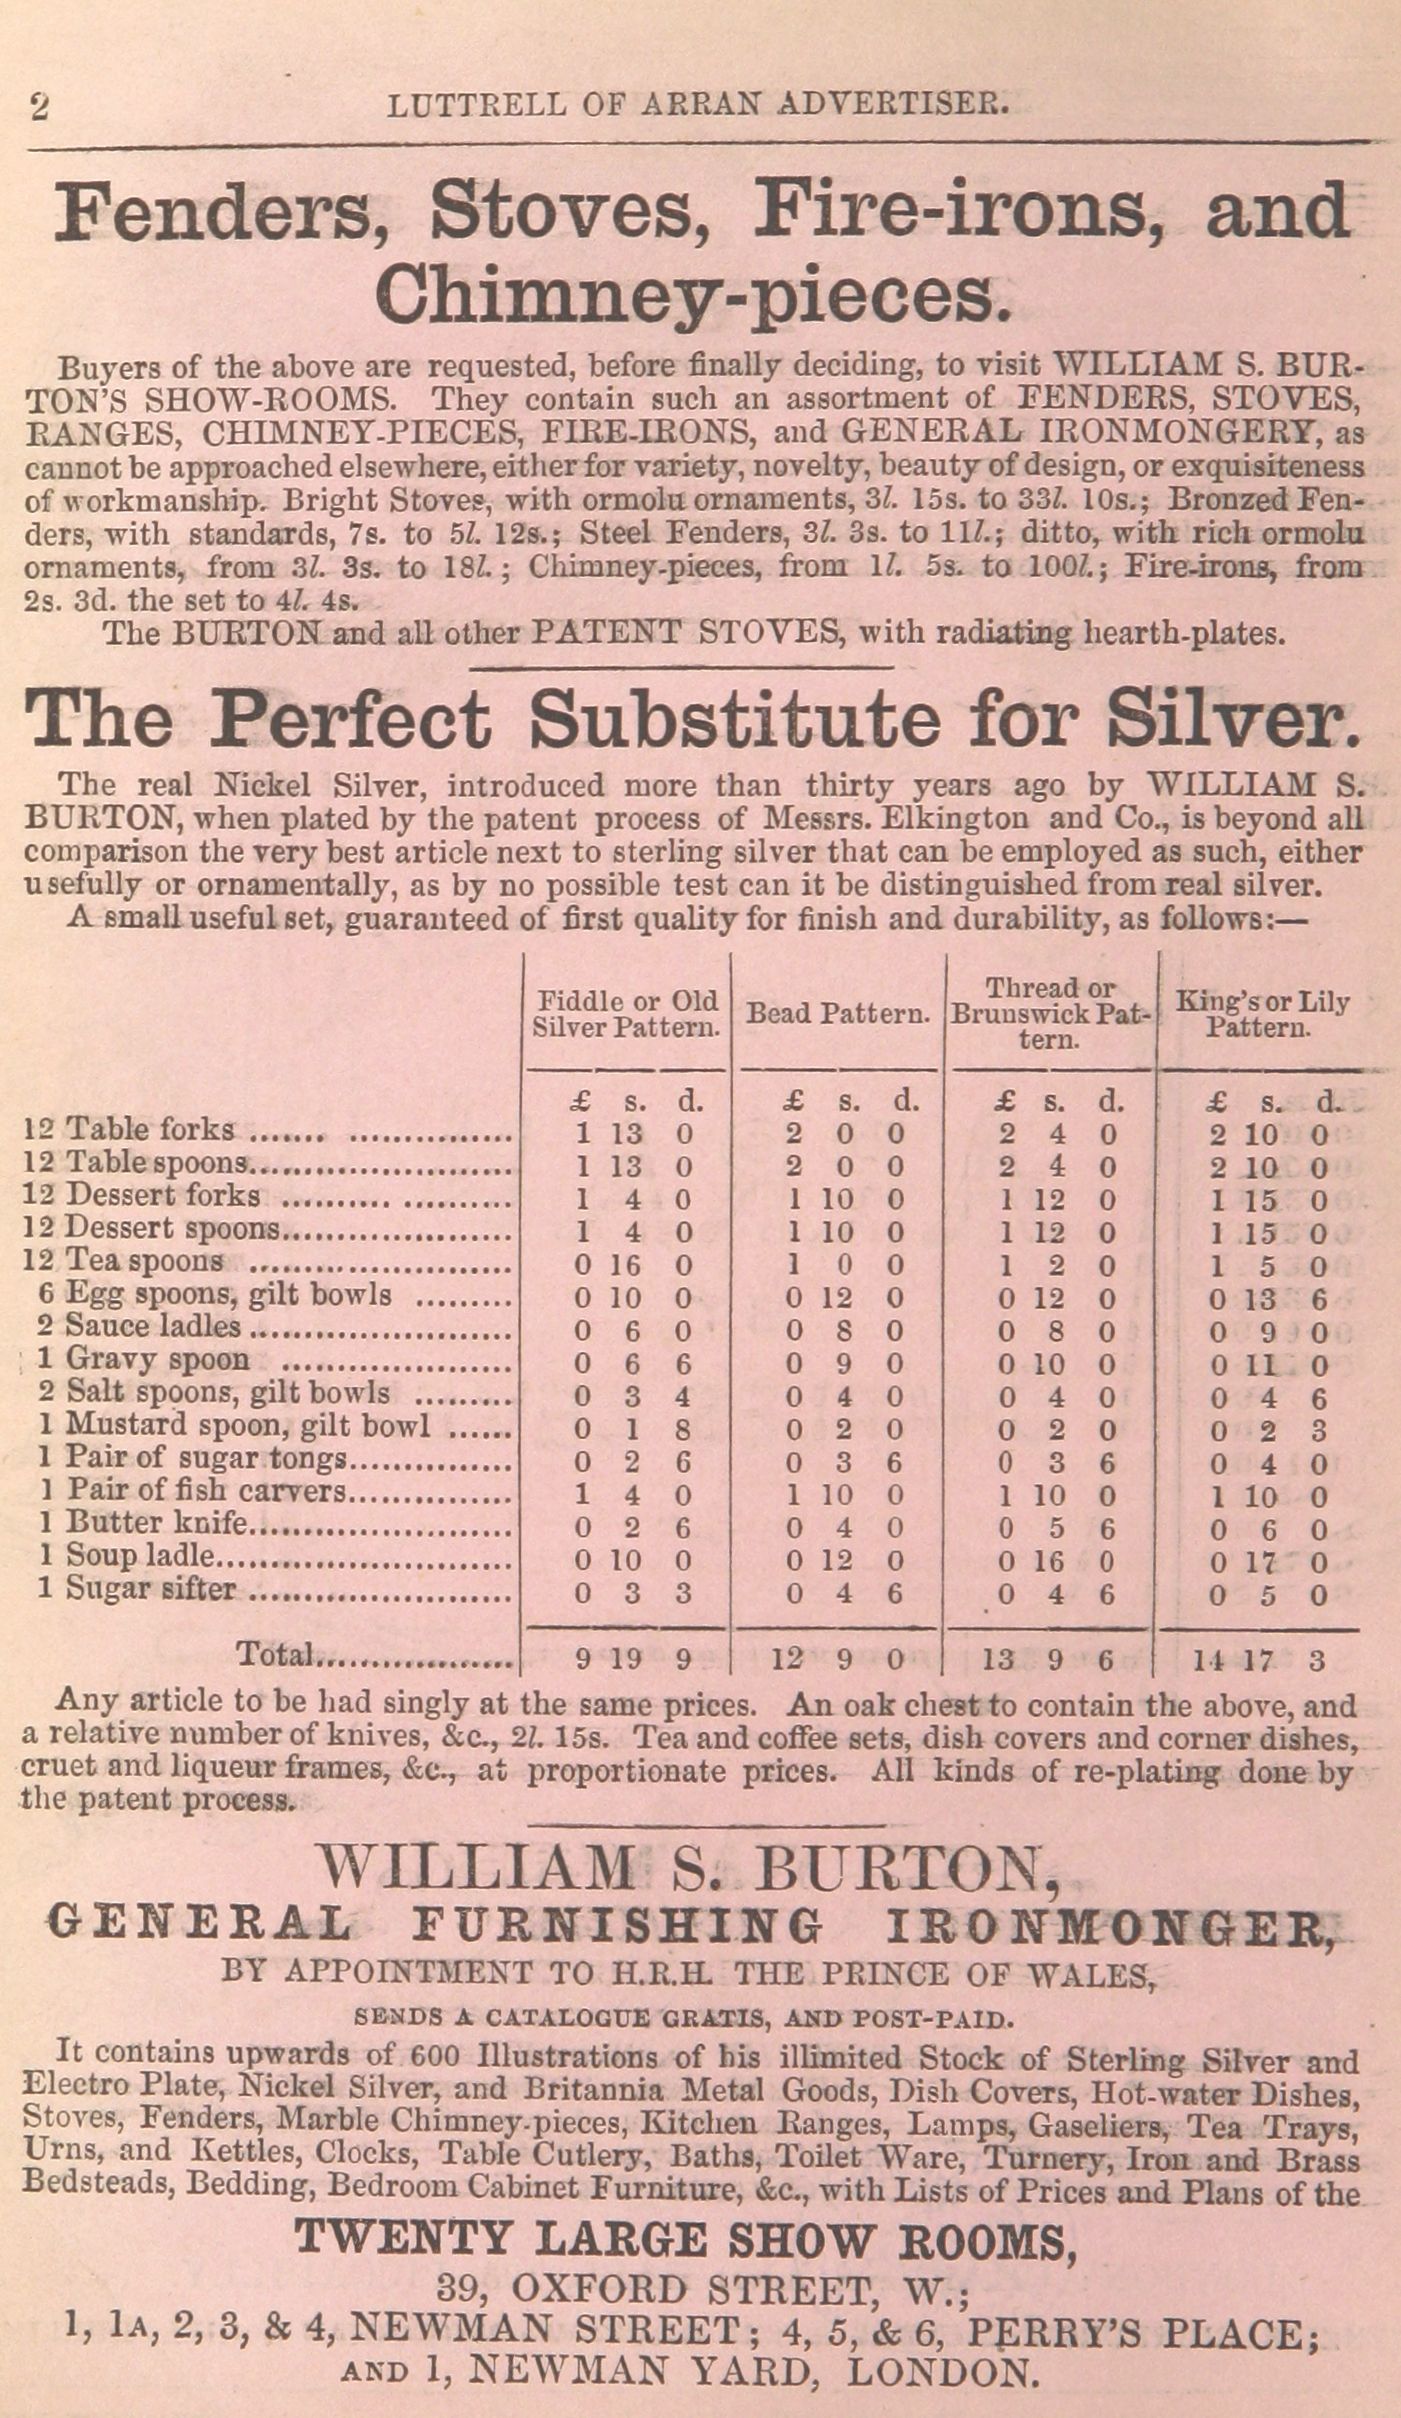 2 LUTTRELL OF ARRAN ADVERTISER.
Fenders, Stoves, Fire-irons, and
Chimney-pieces.
Buyers of the above are requested, before finally deciding, to visit WILLIAM S. BUR-
TON'S SHOW-ROOMS. They contain such an assortment of FENDERS, STOVES,
RANGES, CHIMNEY-PIECES, FIRE-IRONS, and GENERAL IRONMONGERY, as
cannot be approached elsewhere, either for variety, novelty, beauty of design, or exquisiteness
of workmanship. Bright Stoves, with ormolu ornaments, 3l. 15s. to 33l. 10s.; Bronzed Fen-
ders, with standards, 7s. to 5l. 12s.; Steel Fenders, 3l. 3s. to 11l.; ditto, with rich ormolu
ornaments, from 3l. 3s. to 18l.; Chimney-pieces, from 1l. 5s. to 100l.; Fire-irons, from
2s. 3d. the set to 4l. 4s.
The BURTON and all other PATENT STOVES, with radiating hearth-plates.
The Perfect Substitute for Silver.
The real Nickel Silver, introduced more than thirty years ago by WILLIAM S.
BURTON, when plated by the patent process of Messrs. Elkington and Co., is beyond all
comparison the very best article next to sterling silver that can be employed as such, either
usefully or ornamentally, as by no possible test can it be distinguished from real silver.
A small useful set, guaranteed of first quality for finish and durability, as follows:—
Fiddle or Old
Silver Pattern.
Bead Pattern.
Thread or
Brunswick Pat-
tern.
King's or Lily
Pattern.
£ s. d. £ s. d. £ s. d. £ s. d.
12 Table forks ....... ............... 1 13 0 2 0 0 2 4 0 2 10 0
12 Table spoons........................ 1 13 0 2 0 0 2 4 0 2 10 0
12 Dessert forks .......... .......... 1 4 0 1 10 0 1 12 0 1 15 0
12 Dessert spoons..................... 1 4 0 1 10 0 1 12 0 1 15 0
12 Tea spoons ........................ 0 16 0 1 0 0 1 2 0 1 5 0
6 Egg spoons, gilt bowls ......... 0 10 0 0 12 0 0 12 0 0 13 6
2 Sauce ladles ........................ 0 6 0 0 8 0 0 8 0 0 9 0
1 Gravy spoon ..................... 0 6 6 0 9 0 0 10 0 0 11 0
2 Salt spoons, gilt bowls ......... 0 3 4 0 4 0 0 4 0 0 4 6
1 Mustard spoon, gilt bowl ...... 0 1 8 0 2 0 0 2 0 0 2 3
1 Pair of sugar tongs............... 0 2 6 0 3 6 0 3 6 0 4 0
1 Pair of fish carvers............... 1 4 0 1 10 0 1 10 0 1 10 0
1 Butter knife........................ 0 2 6 0 4 0 0 5 6 0 6 0
1 Soup ladle........................... 0 10 0 0 12 0 0 16 0 0 17 0
1 Sugar sifter ........................ 0 3 3 0 4 6 0 4 6 0 5 0
Total.................. 9 19 9 12 9 0 13 9 6 14 17 3
Any article to be had singly at the same prices. An oak chest to contain the above, and
a relative number of knives, &c., 2l. 15s. Tea and coffee sets, dish covers and corner dishes,
cruet and liqueur frames, &c., at proportionate prices. All kinds of re-plating done by
the patent process.
WILLIAM S. BURTON,
GENERAL FURNISHING IRONMONGER,
BY APPOINTMENT TO H.R.H. THE PRINCE OF WALES,
SENDS A CATALOGUE GRATIS, AND POST-PAID.
It contains upwards of 600 Illustrations of his illimited Stock of Sterling Silver and
Electro Plate, Nickel Silver, and Britannia Metal Goods, Dish Covers, Hot-water Dishes,
Stoves, Fenders, Marble Chimney-pieces, Kitchen Ranges, Lamps, Gaseliers, Tea Trays,
Urns, and Kettles, Clocks, Table Cutlery, Baths, Toilet Ware, Turnery, Iron and Brass
Bedsteads, Bedding, Bedroom Cabinet Furniture, &c., with Lists of Prices and Plans of the
TWENTY LARGE SHOW ROOMS,
39, OXFORD STREET, W.;
1, 1A, 2, 3, & 4, NEWMAN STREET; 4, 5, & 6, PERRY'S PLACE;
AND 1, NEWMAN YARD, LONDON.